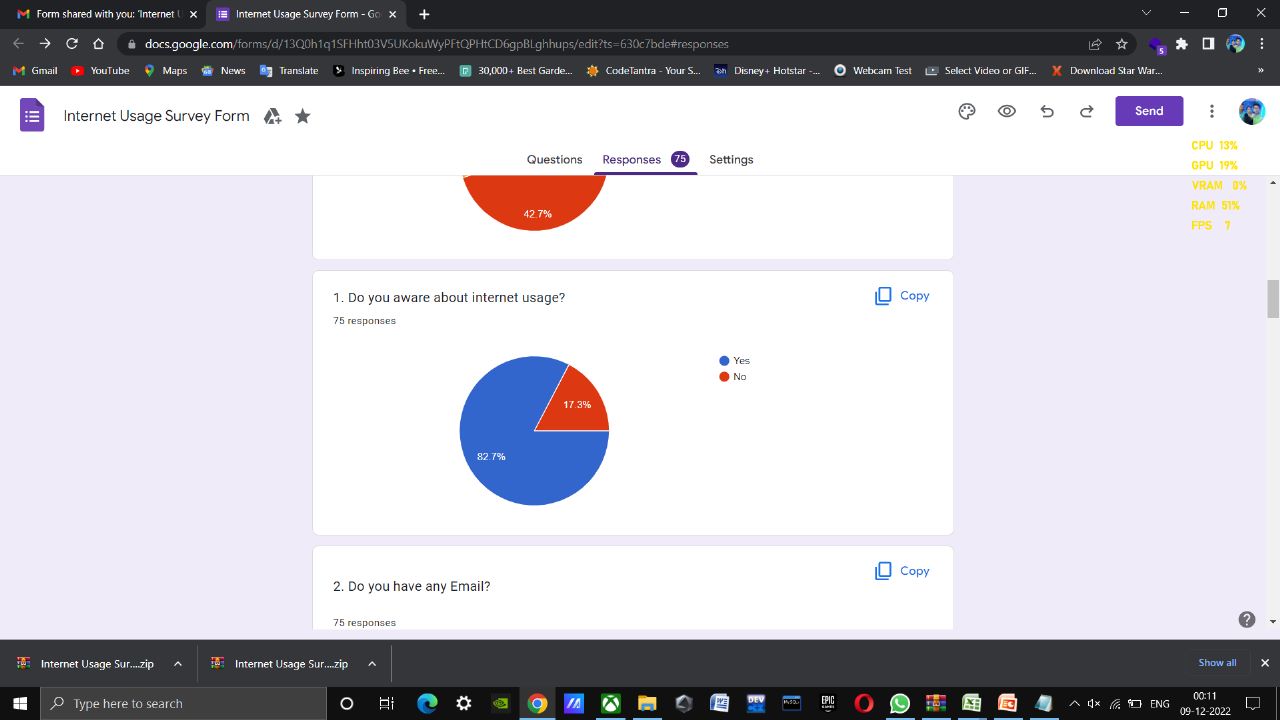 Form shared with you: 'Internet U
Internet Usage Survey Form - Go
docs.google.com/forms/d/13Q0h1q1SFHht03V5UKokuWyPFtQPHtCD6gpBLghhups/edit?ts=630c7bde#responses
5
Gmail YouTube Maps News Translate Inspiring Bee • Free... 30,000+ Best Garde... CodeTantra - Your S... Disney+ Hotstar -... Webcam Test Select Video or GIF... Download Star War... »
Internet Usage Survey Form
Send
Questions Responses 75 Settings
CPU 13%
GPU 19%
VRAM 0%
RAM 51%
FPS 7
42.7%
1. Do you aware about internet usage?
Copy
75 responses
Yes
No
17.3%
82.7%
2. Do you have any Email?
Copy
75 responses
Internet Usage Sur....zip
Internet Usage Sur....zip
Show all
Type here to search
ENG
00:11
09-12-2022